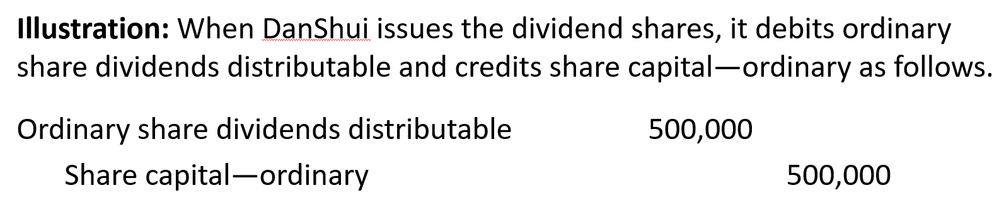 Illustration: When DanShui issues the dividend shares, it debits ordinary
share dividends distributable and credits share capital—ordinary as follows.
Ordinary share dividends distributable 500,000
Share capital—ordinary 500,000